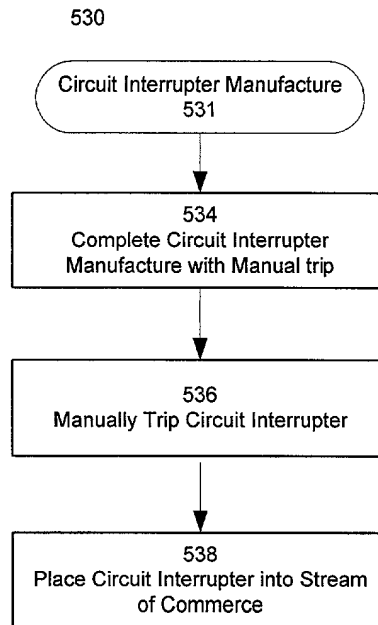 530
Circuit Interrupter Manufacture
531
534
Complete Circuit Interrupter
Manufacture with Manual trip
536
Manually Trip Circuit Interrupter
538
Place Circuit Interrupter into Stream
of Commerce